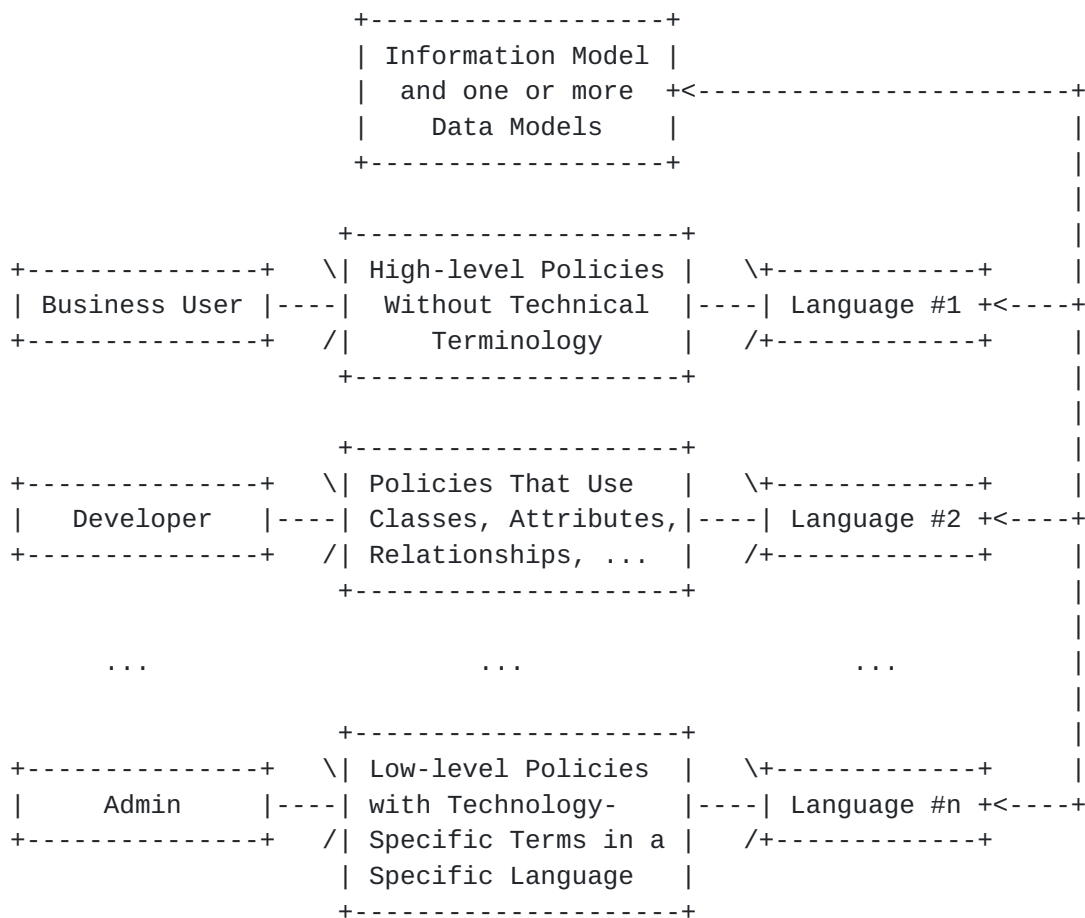 Information Model
and one or more
Data Models
High-level Policies
Business User
Without Technical
Language #1
Terminology
Policies That Use
Developer
Classes, Attributes,
Language #2
Relationships, ...
...
...
...
Low-level Policies
Admin
with Technology-
Language #n
Specific Terms in a
Specific Language